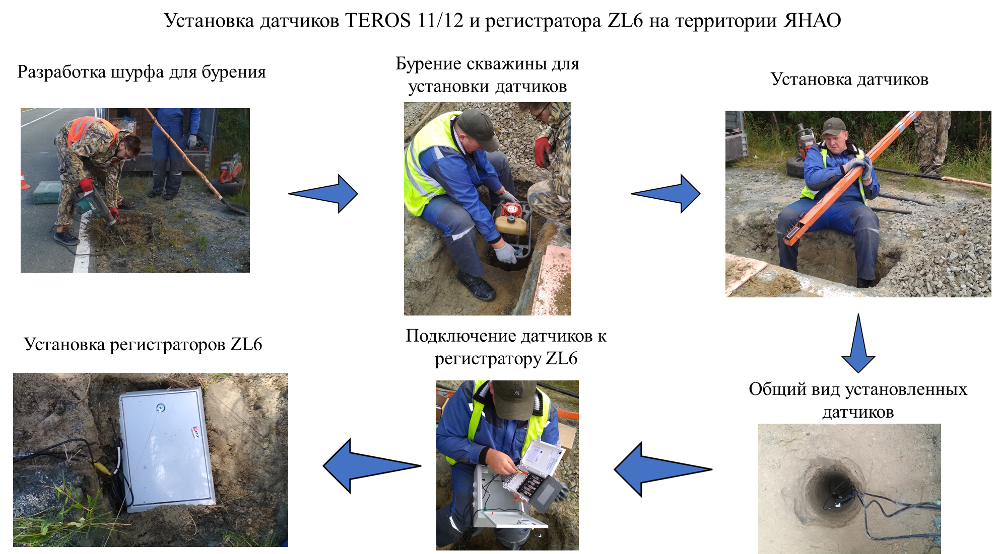 Установка датчиков TEROS 11/12 и регистратора ZL6 на территории ЯНАО
Разработка шурфа для бурения
Бурение скважины для
установки датчиков
Установка датчиков
Общий вид установленных
датчиков
Подключение датчиков к
регистратору ZL6
Установка регистраторов ZL6